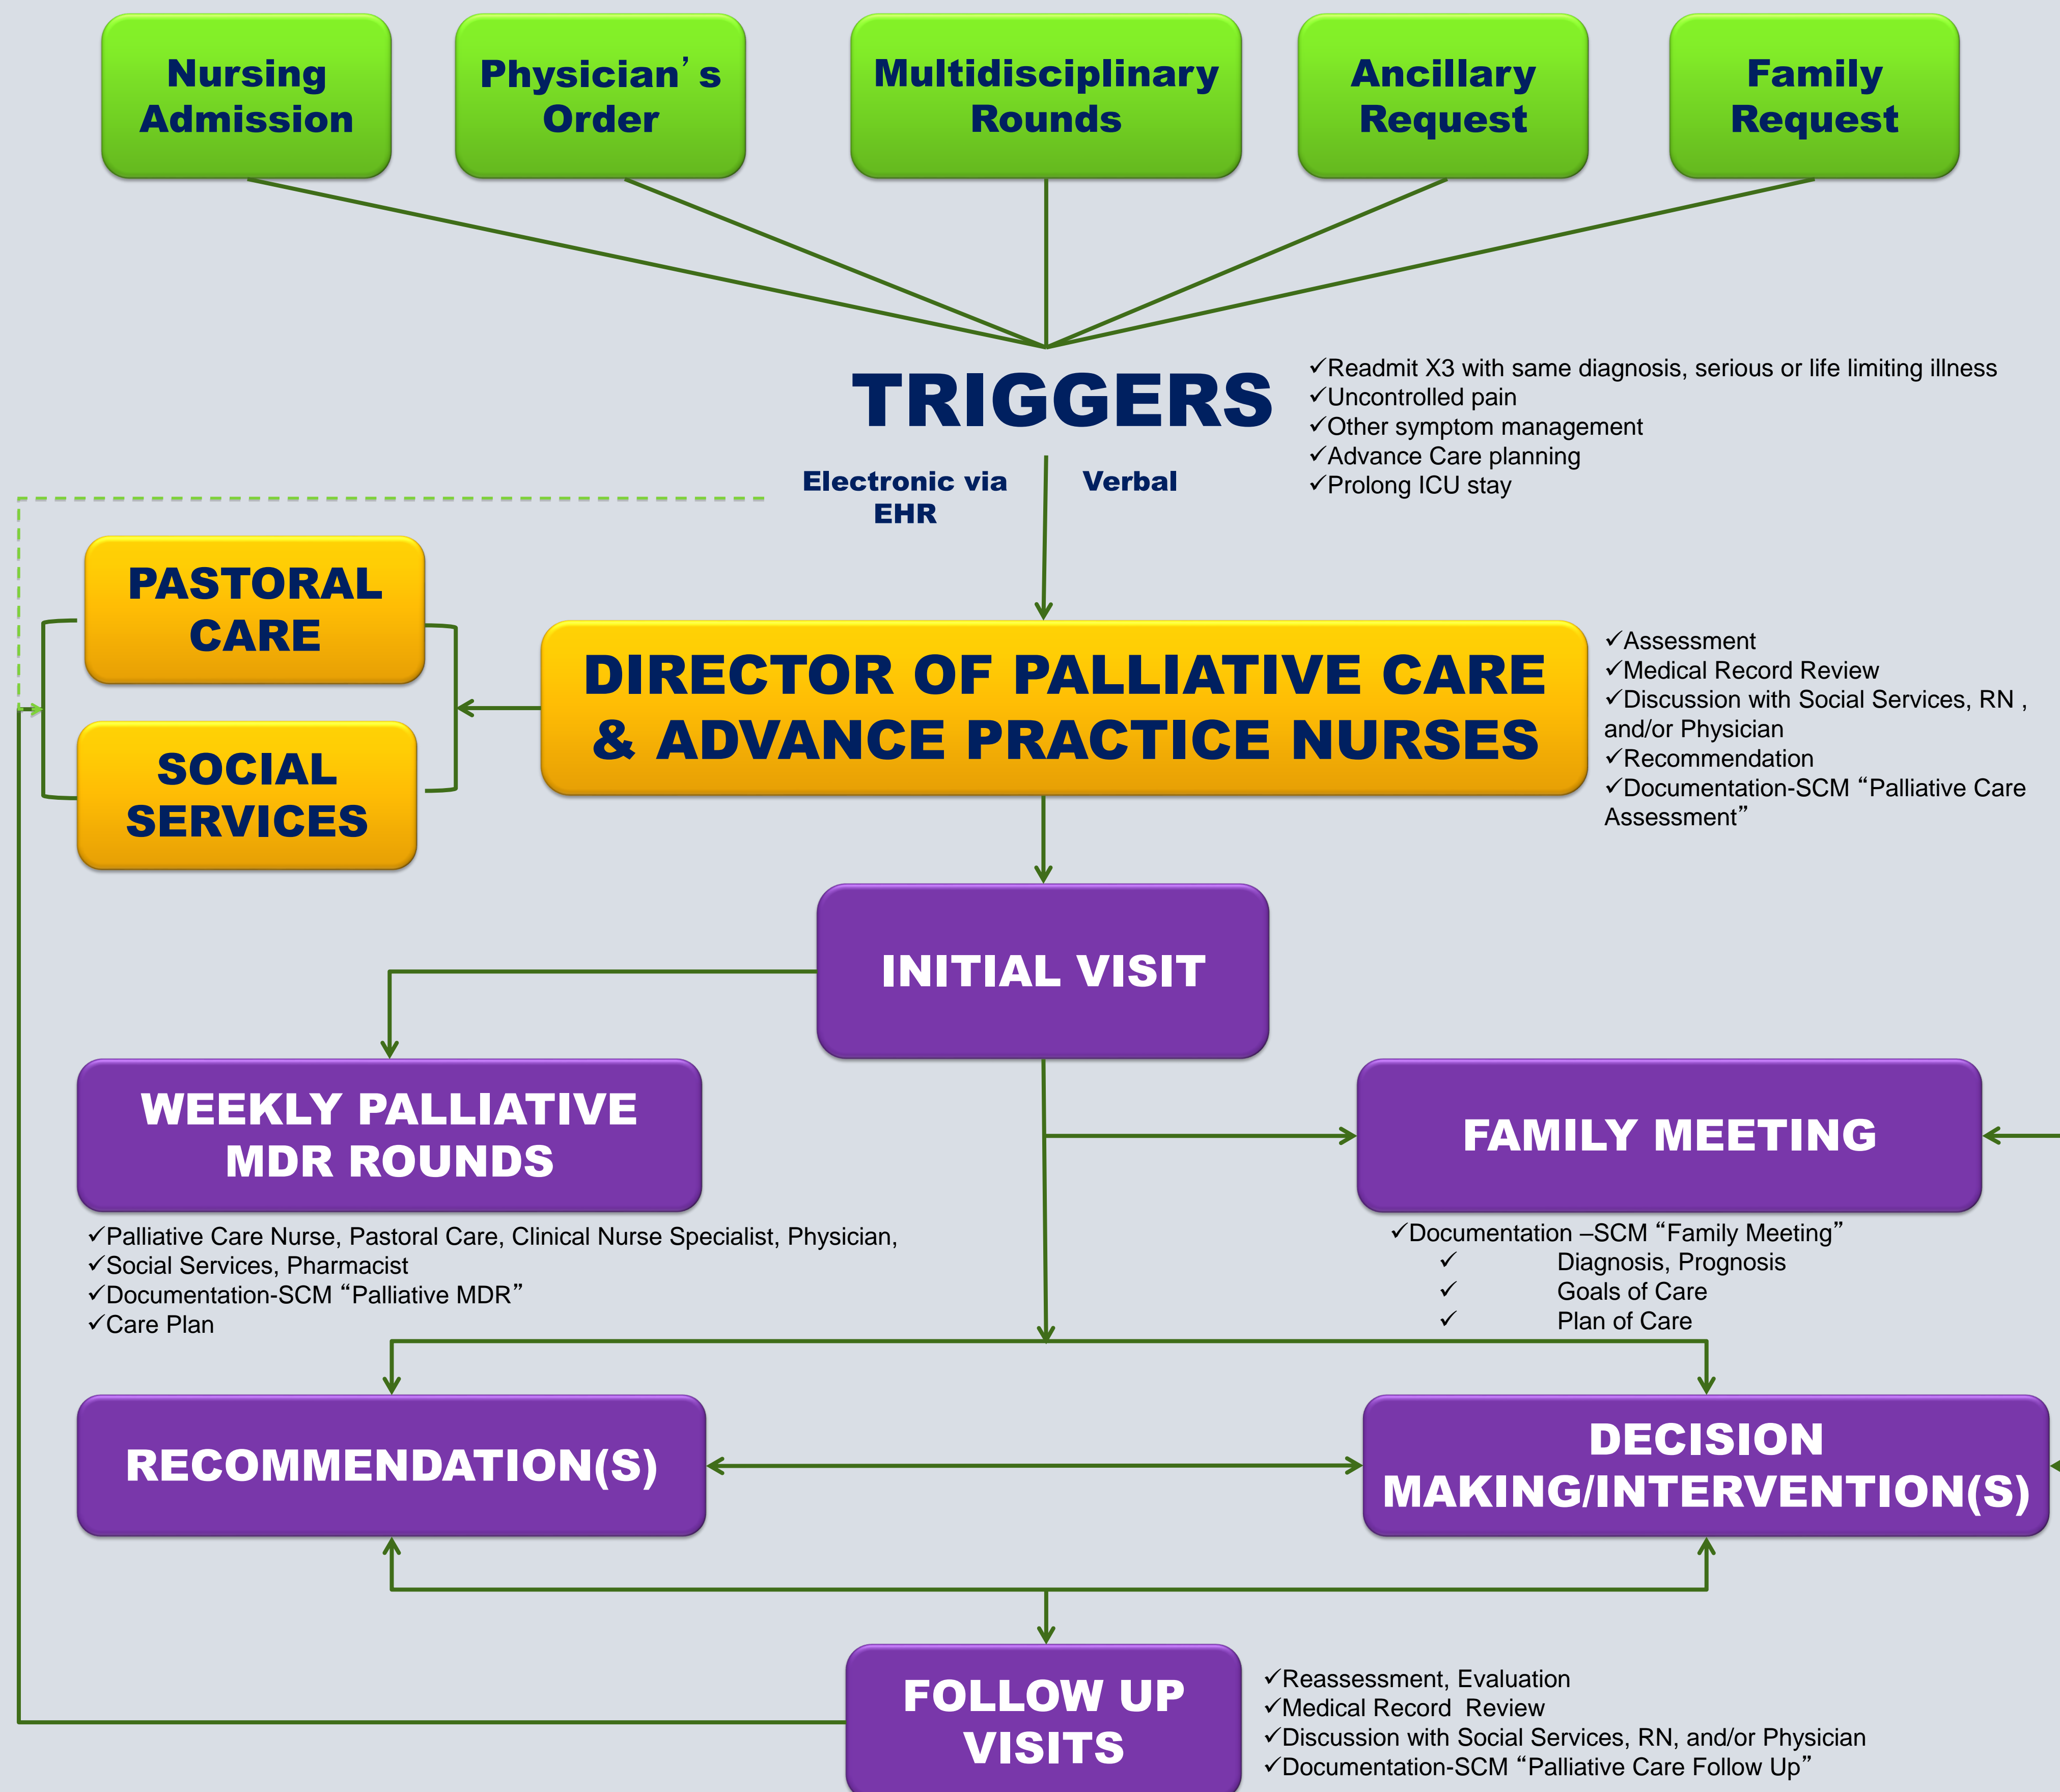 Nursing
Admission
Physician's
Order
Multidisciplinary
Rounds
Ancillary
Request
Family
Request
TRIGGERS
✓Readmit X3 with same diagnosis, serious or life limiting illness
✓Uncontrolled pain
✓Other symptom management
✓Advance Care planning
✓Prolong ICU stay
Electronic via
EHR
Verbal
PASTORAL
CARE
SOCIAL
SERVICES
DIRECTOR OF PALLIATIVE CARE
& ADVANCE PRACTICE NURSES
✓Assessment
✓Medical Record Review
✓Discussion with Social Services, RN ,
and/or Physician
✓Recommendation
✓Documentation-SCM “Palliative Care
Assessment”
INITIAL VISIT
WEEKLY PALLIATIVE
MDR ROUNDS
✓Palliative Care Nurse, Pastoral Care, Clinical Nurse Specialist, Physician,
✓Social Services, Pharmacist
✓Documentation-SCM “Palliative MDR”
✓Care Plan
FAMILY MEETING
✓Documentation –SCM “Family Meeting”
✓ Diagnosis, Prognosis
✓ Goals of Care
✓ Plan of Care
RECOMMENDATION(S)
DECISION
MAKING/INTERVENTION(S)
FOLLOW UP
VISITS
✓Reassessment, Evaluation
✓Medical Record  Review
✓Discussion with Social Services, RN, and/or Physician
✓Documentation-SCM “Palliative Care Follow Up”